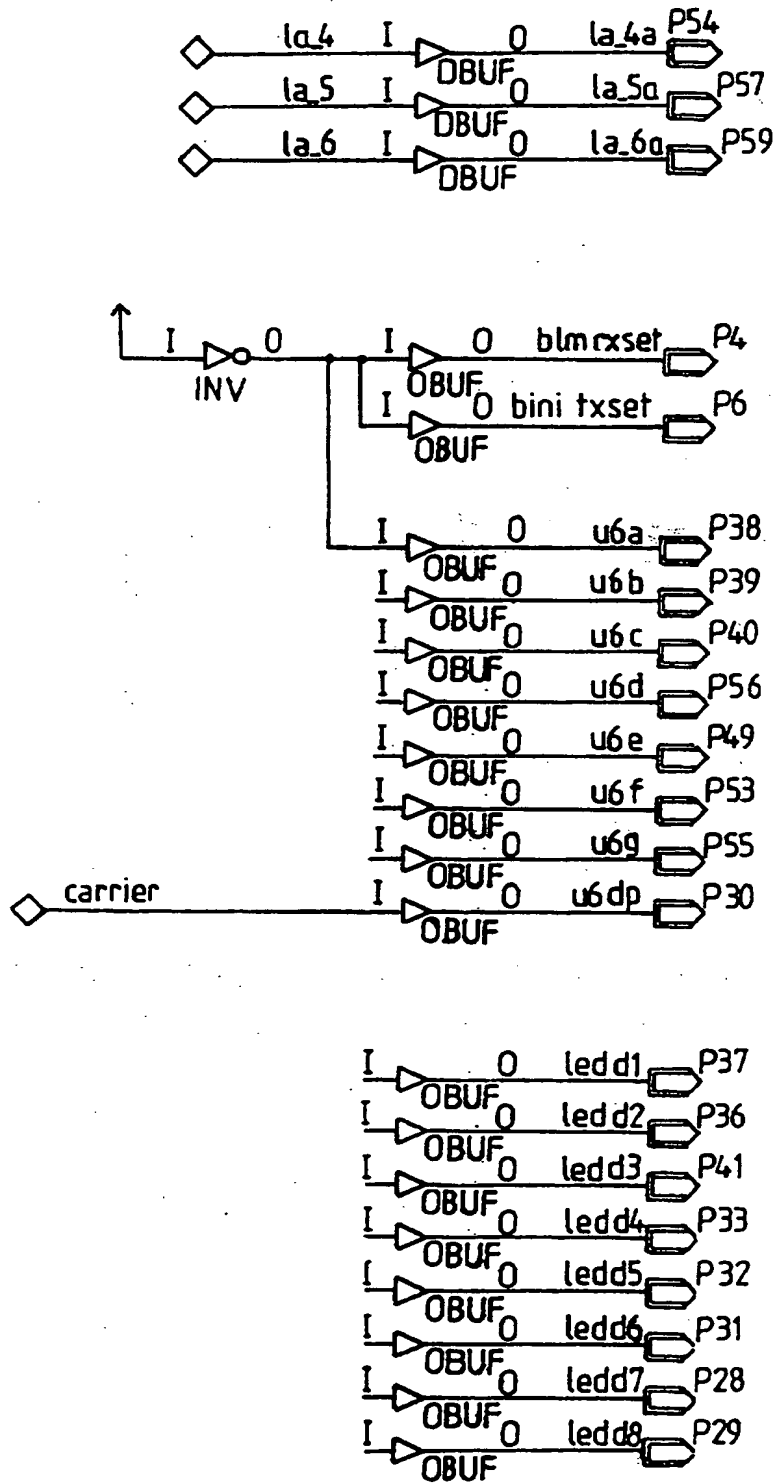 la_4 I O la_4a P54
OBUF
la_5 I O la_5a P57
OBUF
la_6 I O la_6a P59
OBUF
I O I O blmrxset P4
INV OBUF
I O bini txset P6
OBUF
I O u6a P38
OBUF
I O u6b P39
OBUF
I O u6c P40
OBUF
I O u6d P56
OBUF
I O u6e P49
OBUF
I O u6f P53
OBUF
I O u6g P55
OBUF
carrier I O u6dp P30
OBUF
I O ledd1 P37
OBUF
I O ledd2 P36
OBUF
I O ledd3 P41
OBUF
I O ledd4 P33
OBUF
I O ledd5 P32
OBUF
I O ledd6 P31
OBUF
I O ledd7 P28
OBUF
I O ledd8 P29
OBUF